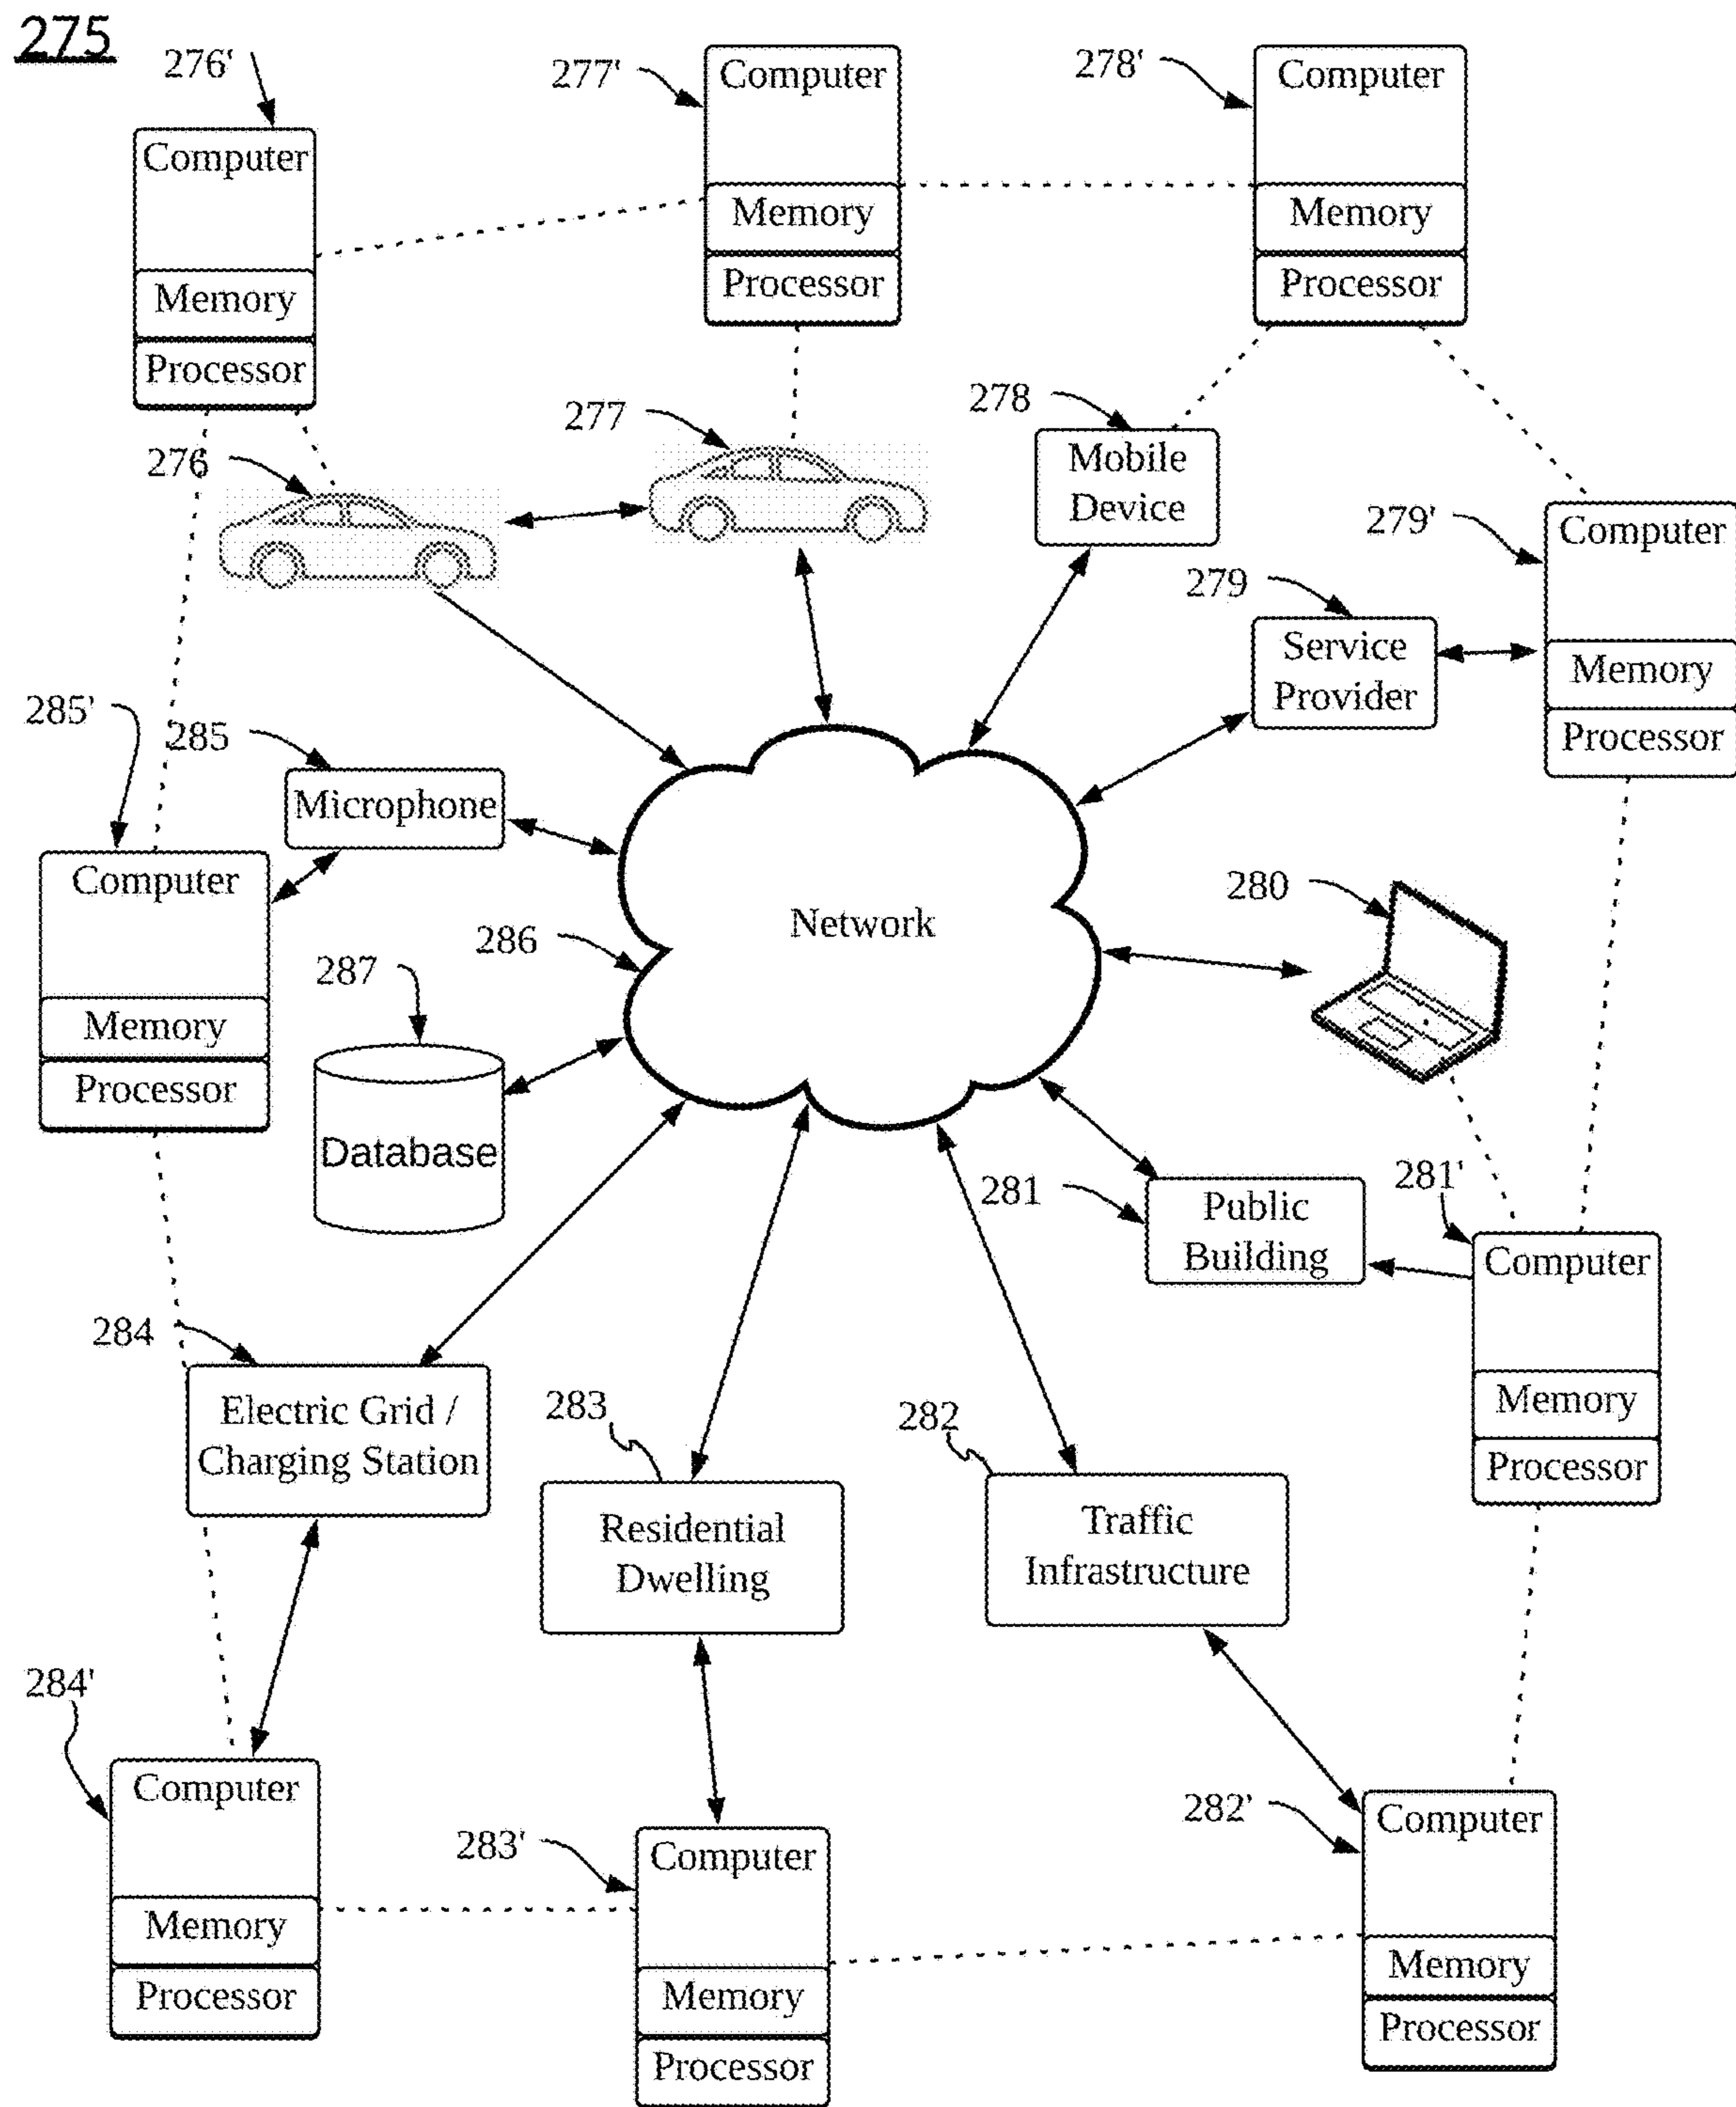 275
276'
277'
278'
Computer
Memory
Processor
Computer
Memory
Processor
Computer
Memory
Processor
276
277
278
Mobile
Device
279'
Computer
Memory
Processor
279
Service
Provider
285'
285
Microphone
Computer
Memory
Processor
286
Network
280
287
Database
281
Public
Building
281'
Computer
Memory
Processor
284
Electric Grid /
Charging Station
283
Residential
Dwelling
282
Traffic
Infrastructure
284'
Computer
Memory
Processor
283'
Computer
Memory
Processor
282'
Computer
Memory
Processor